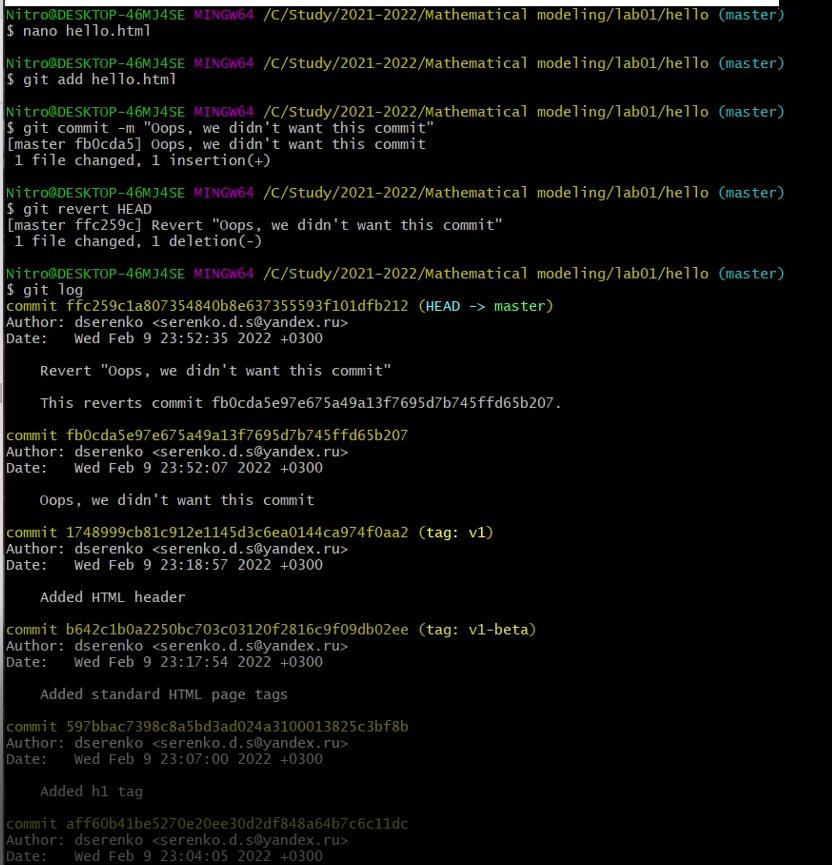 Nitro@DESKTOP-46MJ4SE MINGW64 /C/Study/2021-2022/Mathematical modeling/lab01/hello (master)
$ nano hello.html
Nitro@DESKTOP-46MJ4SE MINGW64 /C/Study/2021-2022/Mathematical modeling/lab01/hello (master)
$ git add hello.html
Nitro@DESKTOP-46MJ4SE MINGW64 /C/Study/2021-2022/Mathematical modeling/lab01/hello (master)
$ git commit -m "Oops, we didn't want this commit"
[master fb0cda5] Oops, we didn't want this commit
1 file changed, 1 insertion(+)
Nitro@DESKTOP-46MJ4SE MINGW64 /C/Study/2021-2022/Mathematical modeling/lab01/hello (master)
$ git revert HEAD
[master ffc259c] Revert "Oops, we didn't want this commit"
1 file changed, 1 deletion(-)
Nitro@DESKTOP-46MJ4SE MINGW64 /C/Study/2021-2022/Mathematical modeling/lab01/hello (master)
$ git log
commit ffc259c1a807354840b8e637355593f101dfb212 (HEAD -> master)
Author: dserenko <serenko.d.s@yandex.ru>
Date: Wed Feb 9 23:52:35 2022 +0300
Revert "Oops, we didn't want this commit"
This reverts commit fb0cda5e97e675a49a13f7695d7b745ffd65b207.
commit fb0cda5e97e675a49a13f7695d7b745ffd65b207
Author: dserenko <serenko.d.s@yandex.ru>
Date: Wed Feb 9 23:52:07 2022 +0300
Oops, we didn't want this commit
commit 1748999cb81c912e1145d3c6ea0144ca974f0aa2 (tag: v1)
Author: dserenko <serenko.d.s@yandex.ru>
Date: Wed Feb 9 23:18:57 2022 +0300
Added HTML header
commit b642c1b0a2250bc703c03120f2816c9f09db02ee (tag: v1-beta)
Author: dserenko <serenko.d.s@yandex.ru>
Date: Wed Feb 9 23:17:54 2022 +0300
Added standard HTML page tags
commit 597bbac7398c8a5bd3ad024a3100013825c3bf8b
Author: dserenko <serenko.d.s@yandex.ru>
Date: Wed Feb 9 23:07:00 2022 +0300
Added h1 tag
commit aff60b41be5270e20ee30d2df848a64b7c6c11dc
Author: dserenko <serenko.d.s@yandex.ru>
Date: Wed Feb 9 23:04:05 2022 +0300